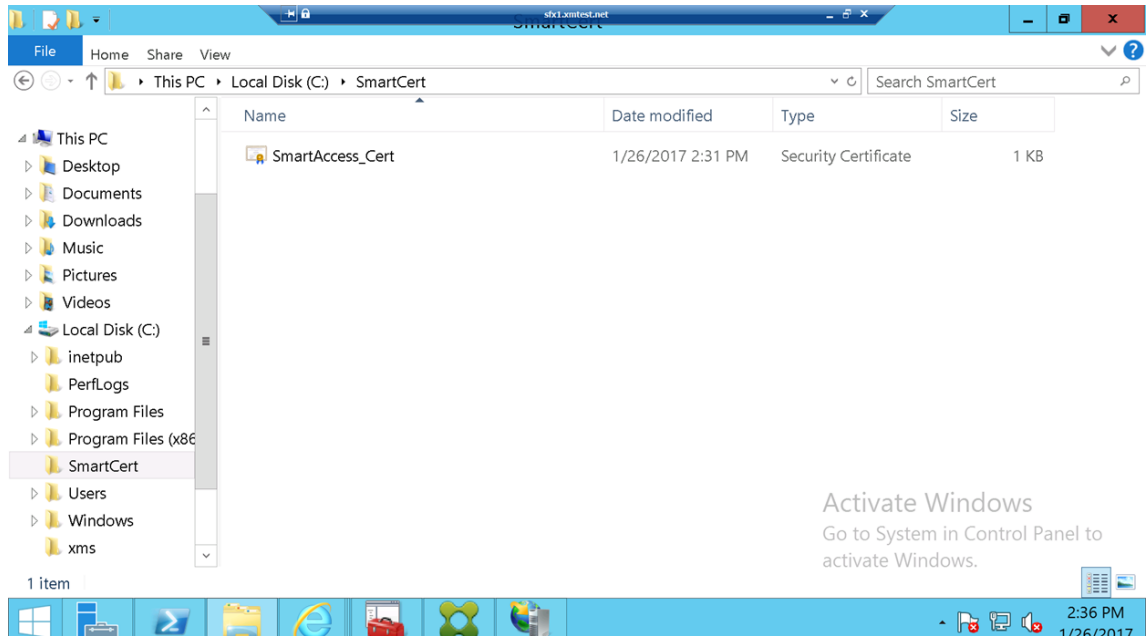 sfx1.xmtest.net
SmartCert
File Home Share View
This PC Local Disk (C:) SmartCert Search SmartCert
Name Date modified Type Size
SmartAccess_Cert 1/26/2017 2:31 PM Security Certificate 1 KB
This PC
Desktop
Documents
Downloads
Music
Pictures
Videos
Local Disk (C:)
inetpub
PerfLogs
Program Files
Program Files (x86
SmartCert
Users
Windows
xms
Activate Windows
Go to System in Control Panel to
activate Windows.
1 item
2:36 PM
1/26/2017